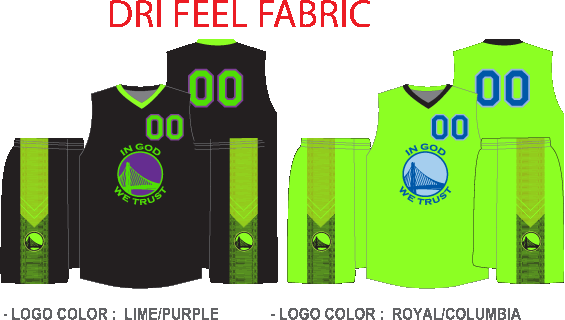 DRI FEEL FABRIC
00
00
IN GOD
WE TRUST
00
00
IN GOD
WE TRUST
- LOGO COLOR : LIME/PURPLE
- LOGO COLOR : ROYAL/COLUMBIA